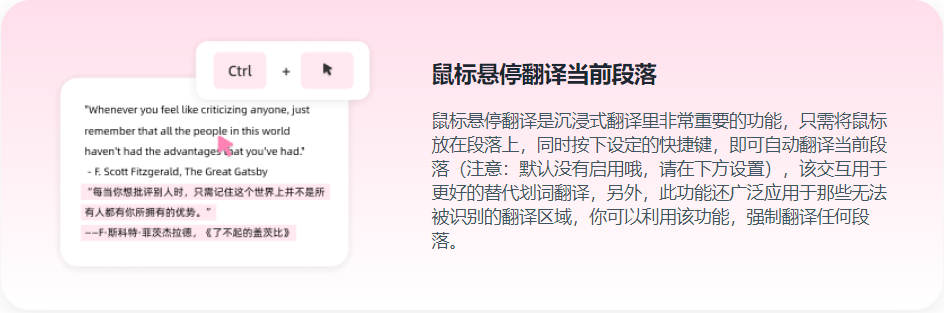 Ctrl + 
"Whenever you feel like criticizing anyone, just
remember that all the people in this world
haven't had the advantages that you've had."
- F. Scott Fitzgerald, The Great Gatsby
“每当你想批评别人时，只需记住这个世界上并不是所
有人都有你所拥有的优势。”
——F·斯科特·菲茨杰拉德，《了不起的盖茨比》
鼠标悬停翻译当前段落
鼠标悬停翻译是沉浸式翻译里非常重要的功能，只需将鼠标
放在段落上，同时按下设定的快捷键，即可自动翻译当前段
落（注意：默认没有启用哦，请在下方设置），该交互用于
更好的替代划词翻译，另外，此功能还广泛应用于那些无法
被识别的翻译区域，你可以利用该功能，强制翻译任何段
落。